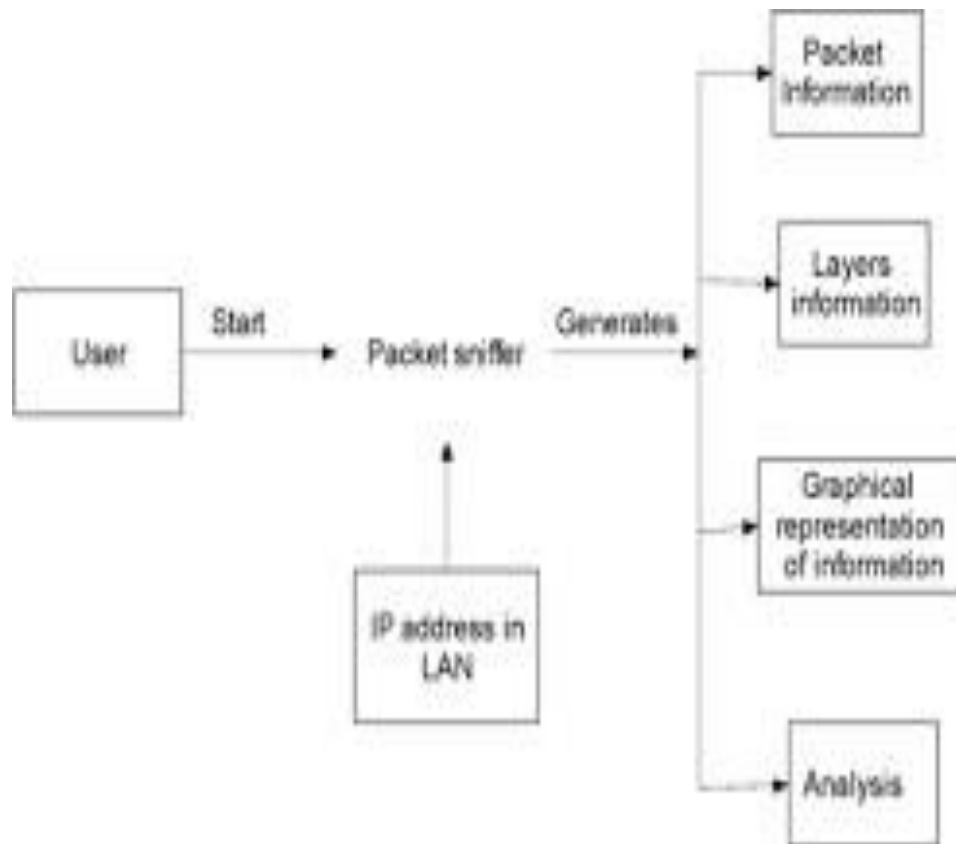 Packet
Information
Layers
information
User
Start
Packet sniffer
Generates
Graphical
representation
of information
IP address in
LAN
Analysis